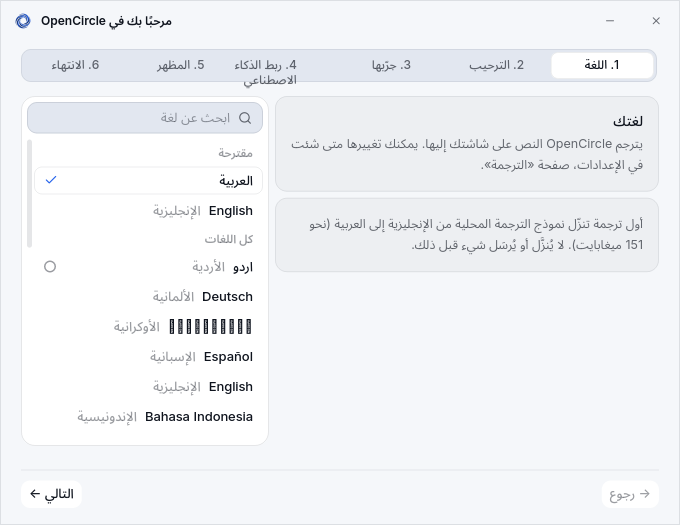 مرحبًا بك في OpenCircle
1. اللغة
2. الترحيب
3. جرّبها
4. ربط الذكاء
الاصطناعي
5. المظهر
6. الانتهاء
لغتك
يترجم OpenCircle النص على شاشتك إليها. يمكنك تغييرها متى شئت
في الإعدادات، صفحة «الترجمة».
أول ترجمة تنزّل نموذج الترجمة المحلية من الإنجليزية إلى العربية (نحو
151 ميغابايت). لا يُنزَّل أو يُرسَل شيء قبل ذلك.
ابحث عن لغة
مقترحة
العربية
English الإنجليزية
كل اللغات
اردو الأردية
Deutsch الألمانية
الأوكرانية
Español الإسبانية
English الإنجليزية
Bahasa Indonesia الإندونيسية
رجوع
التالي